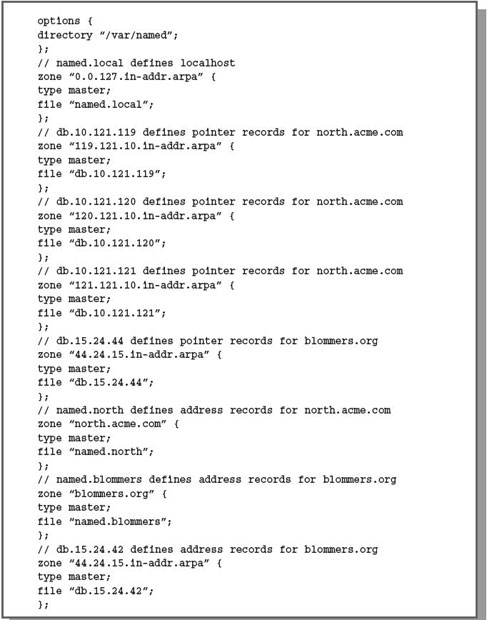 options {
directory “/var/named”;
};
// named.local defines localhost
zone “0.0.127.in-addr.arpa” {
type master;
file “named.local”;
};
// db.10.121.119 defines pointer records for north.acme.com
zone “119.121.10.in-addr.arpa” {
type master;
file “db.10.121.119”;
};
// db.10.121.120 defines pointer records for north.acme.com
zone “120.121.10.in-addr.arpa” {
type master;
file “db.10.121.120”;
};
// db.10.121.121 defines pointer records for north.acme.com
zone “121.121.10.in-addr.arpa” {
type master;
file “db.10.121.121”;
};
// db.15.24.44 defines pointer records for blommers.org
zone “44.24.15.in-addr.arpa” {
type master;
file “db.15.24.44”;
};
// named.north defines address records for north.acme.com
zone “north.acme.com” {
type master;
file “named.north”;
};
// named.blommers defines address records for blommers.org
zone “blommers.org” {
type master;
file “named.blommers”;
};
// db.15.24.42 defines address records for blommers.org
zone “44.24.15.in-addr.arpa” {
type master;
file “db.15.24.42”;
};